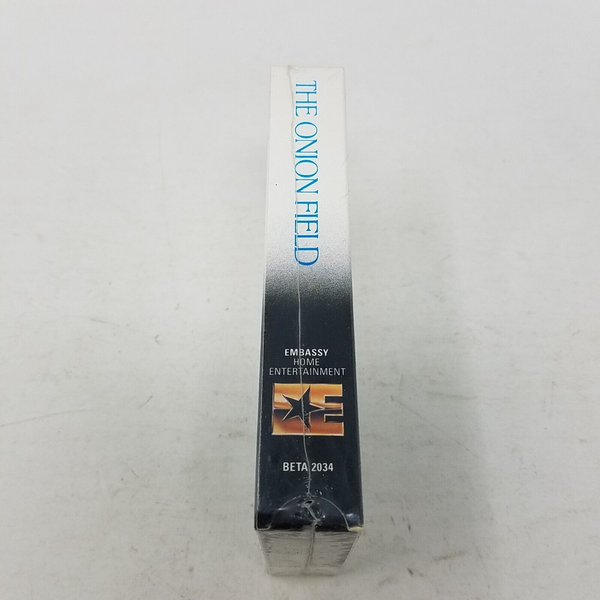 THE ONION FIELD
EMBASSY
HOME
ENTERTAINMENT
E
BETA 2034